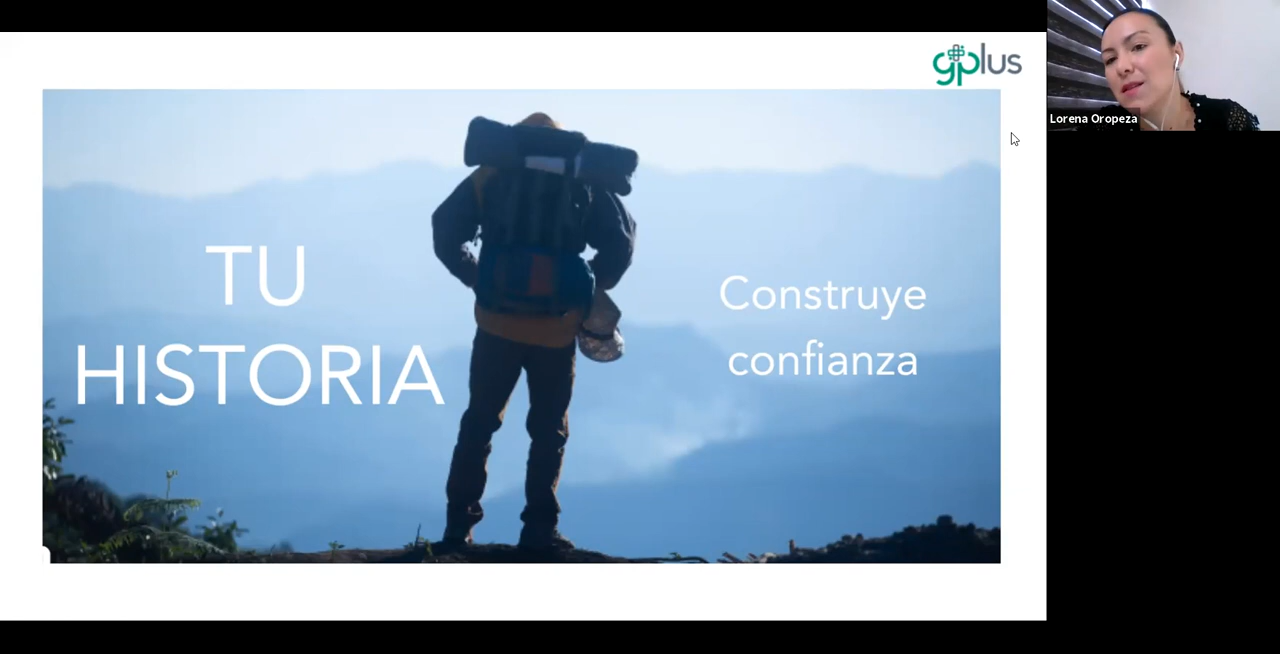 gplus
Lorena Oropeza
TU
HISTORIA
Construye
confianza